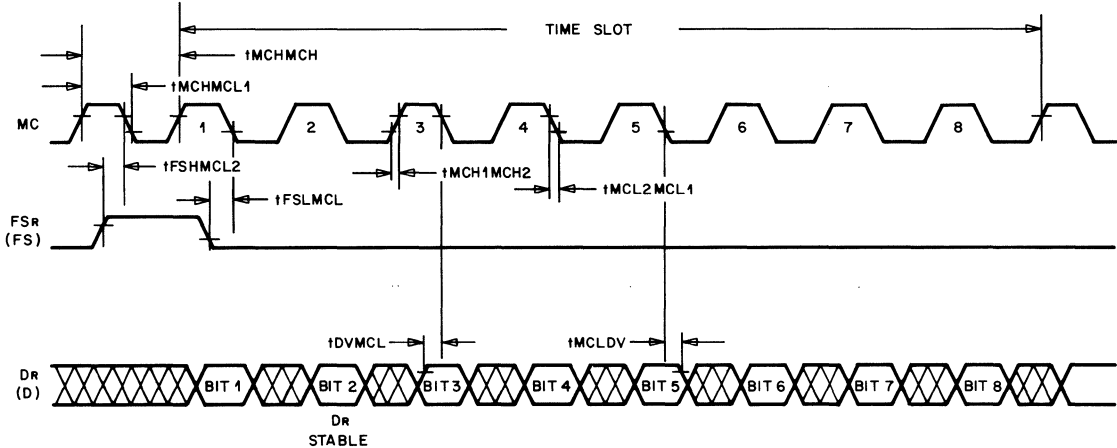 TIME SLOT
tMCHMCH
tMCHMCL1
MC
1 2 3 4 5 6 7 8
tFSHMCL2
tMCH1MCH2
tMCL2MCL1
tFSLMCL
FSR
(FS)
tDVMCL
tMCLDV
DR
(D)
BIT 1 BIT 2 BIT 3 BIT 4 BIT 5 BIT 6 BIT 7 BIT 8
DR
STABLE